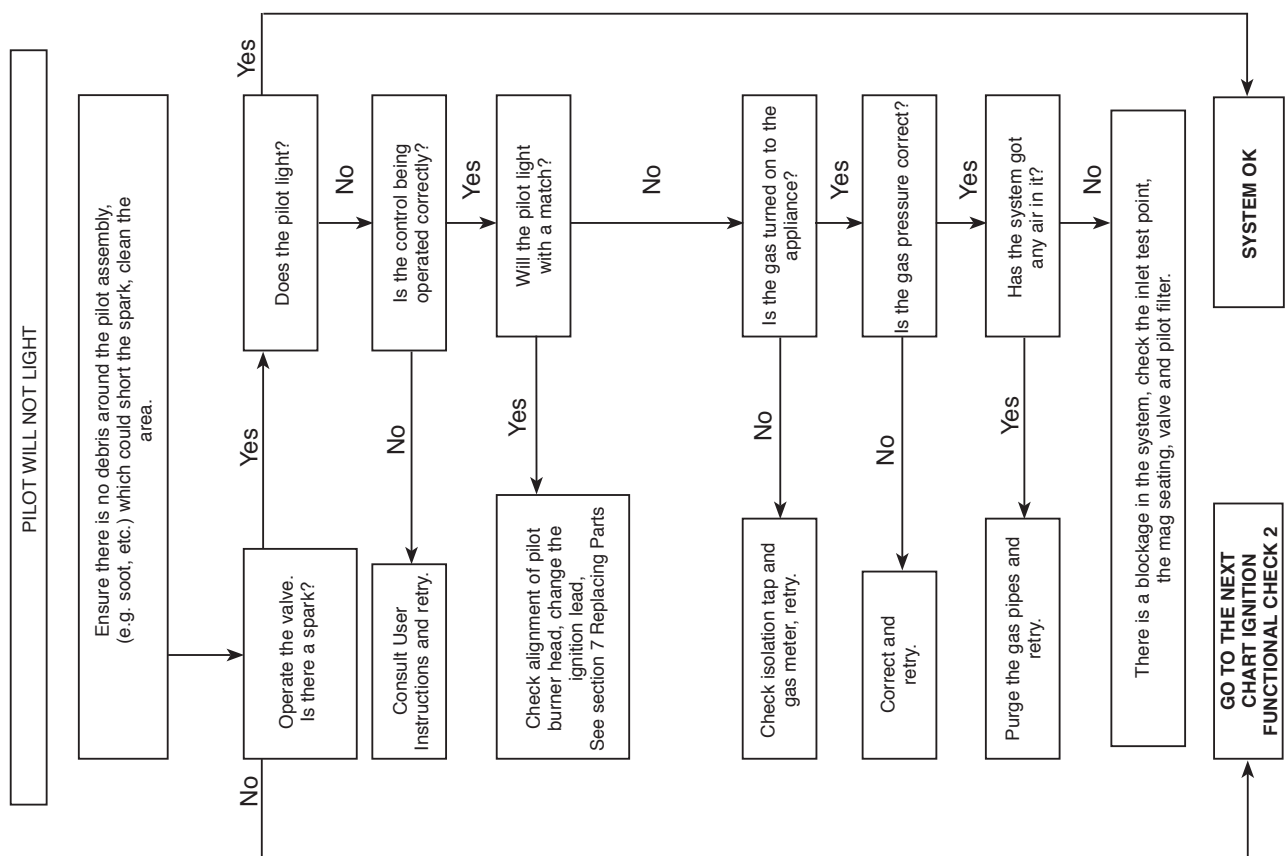 PILOT WILL NOT LIGHT
Ensure there is no debris around the pilot assembly,
(e.g. soot, etc.) which could short the spark, clean the
area.
Operate the valve.
Is there a spark?
No
Yes
Does the pilot light?
Yes
No
Is the control being
operated correctly?
No
Consult User
Instructions and retry.
Yes
Will the pilot light
with a match?
Yes
Check alignment of pilot
burner head, change the
ignition lead,
See section 7 Replacing Parts
No
Is the gas turned on to the
appliance?
No
Check isolation tap and
gas meter, retry.
Yes
Is the gas pressure correct?
No
Correct and
retry.
Yes
Has the system got
any air in it?
Yes
Purge the gas pipes and
retry.
No
There is a blockage in the system, check the inlet test point,
the mag seating, valve and pilot filter.
GO TO THE NEXT
CHART IGNITION
FUNCTIONAL CHECK 2
SYSTEM OK